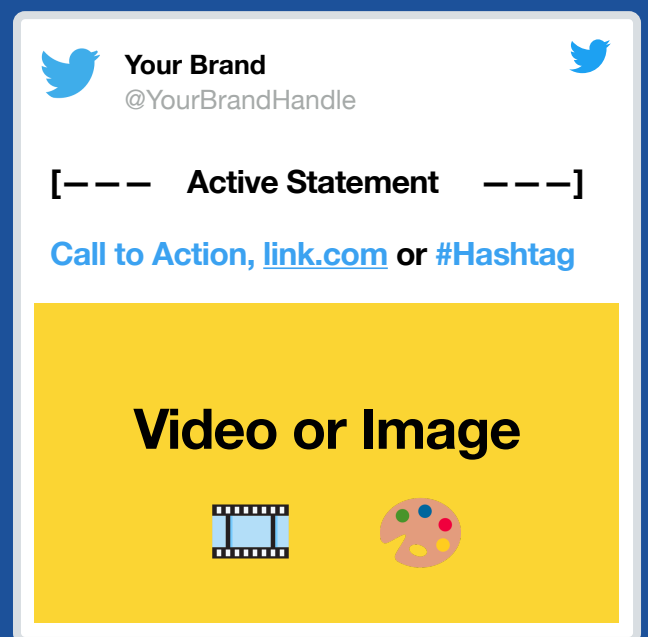 Your Brand
@YourBrandHandle
[– – – Active Statement – – –]
Call to Action, link.com or #Hashtag
Video or Image